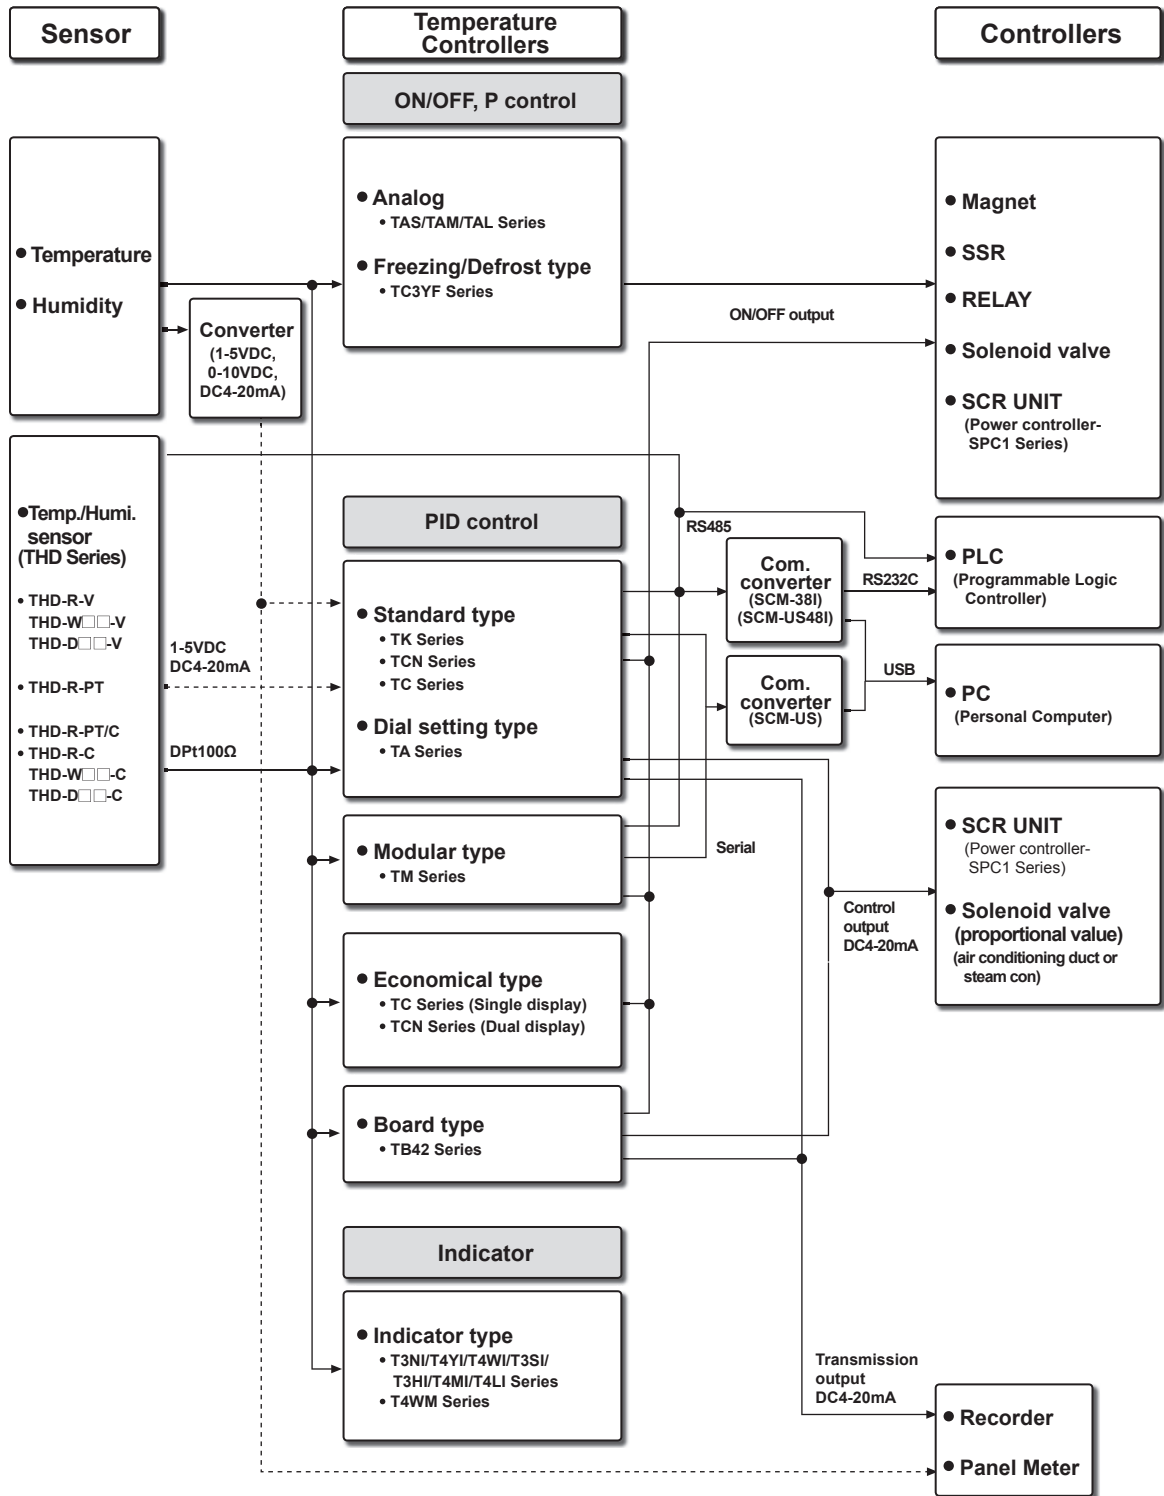 Sensor
Temperature
Controllers
Controllers
ON/OFF, P control
• Temperature
• Humidity
Converter
(1-5VDC,
0-10VDC,
DC4-20mA)
• Analog
• TAS/TAM/TAL Series
• Freezing/Defrost type
• TC3YF Series
ON/OFF output
• Magnet
• SSR
• RELAY
• Solenoid valve
• SCR UNIT
(Power controller-
SPC1 Series)
•Temp./Humi.
sensor
(THD Series)
• THD-R-V
THD-W□□-V
THD-D□□-V
• THD-R-PT
• THD-R-PT/C
• THD-R-C
THD-W□□-C
THD-D□□-C
1-5VDC
DC4-20mA
DPt100Ω
PID control
• Standard type
• TK Series
• TCN Series
• TC Series
• Dial setting type
• TA Series
RS485
Com.
converter
(SCM-38I)
(SCM-US48I)
RS232C
• PLC
(Programmable Logic
Controller)
Com.
converter
(SCM-US)
USB
• PC
(Personal Computer)
• Modular type
• TM Series
Serial
• SCR UNIT
(Power controller-
SPC1 Series)
• Solenoid valve
(proportional value)
(air conditioning duct or
steam con)
Control
output
DC4-20mA
• Economical type
• TC Series (Single display)
• TCN Series (Dual display)
• Board type
• TB42 Series
Indicator
• Indicator type
• T3NI/T4YI/T4WI/T3SI/
T3HI/T4MI/T4LI Series
• T4WM Series
Transmission
output
DC4-20mA
• Recorder
• Panel Meter